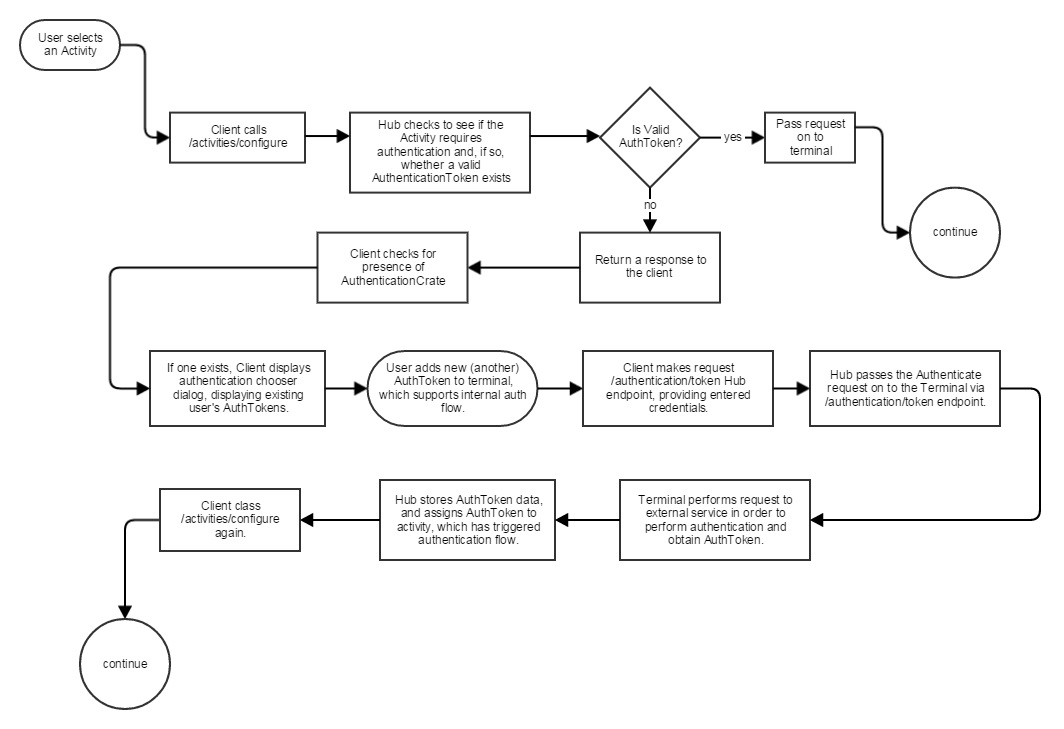 User selects
an Activity
Client calls
/activities/configure
Hub checks to see if the
Activity requires
authentication and, if so,
whether a valid
AuthenticationToken exists
Is Valid
AuthToken?
yes
Pass request
on to
terminal
continue
no
Return a response to
the client
Client checks for
presence of
AuthenticationCrate
If one exists, Client displays
authentication chooser
dialog, displaying existing
user's AuthTokens.
User adds new (another)
AuthToken to terminal,
which supports internal auth
flow.
Client makes request
/authentication/token Hub
endpoint, providing entered
credentials.
Hub passes the Authenticate
request on to the Terminal via
/authentication/token endpoint.
Terminal performs request to
external service in order to
perform authentication and
obtain AuthToken.
Hub stores AuthToken data,
and assigns AuthToken to
activity, which has triggered
authentication flow.
Client class
/activities/configure
again.
continue